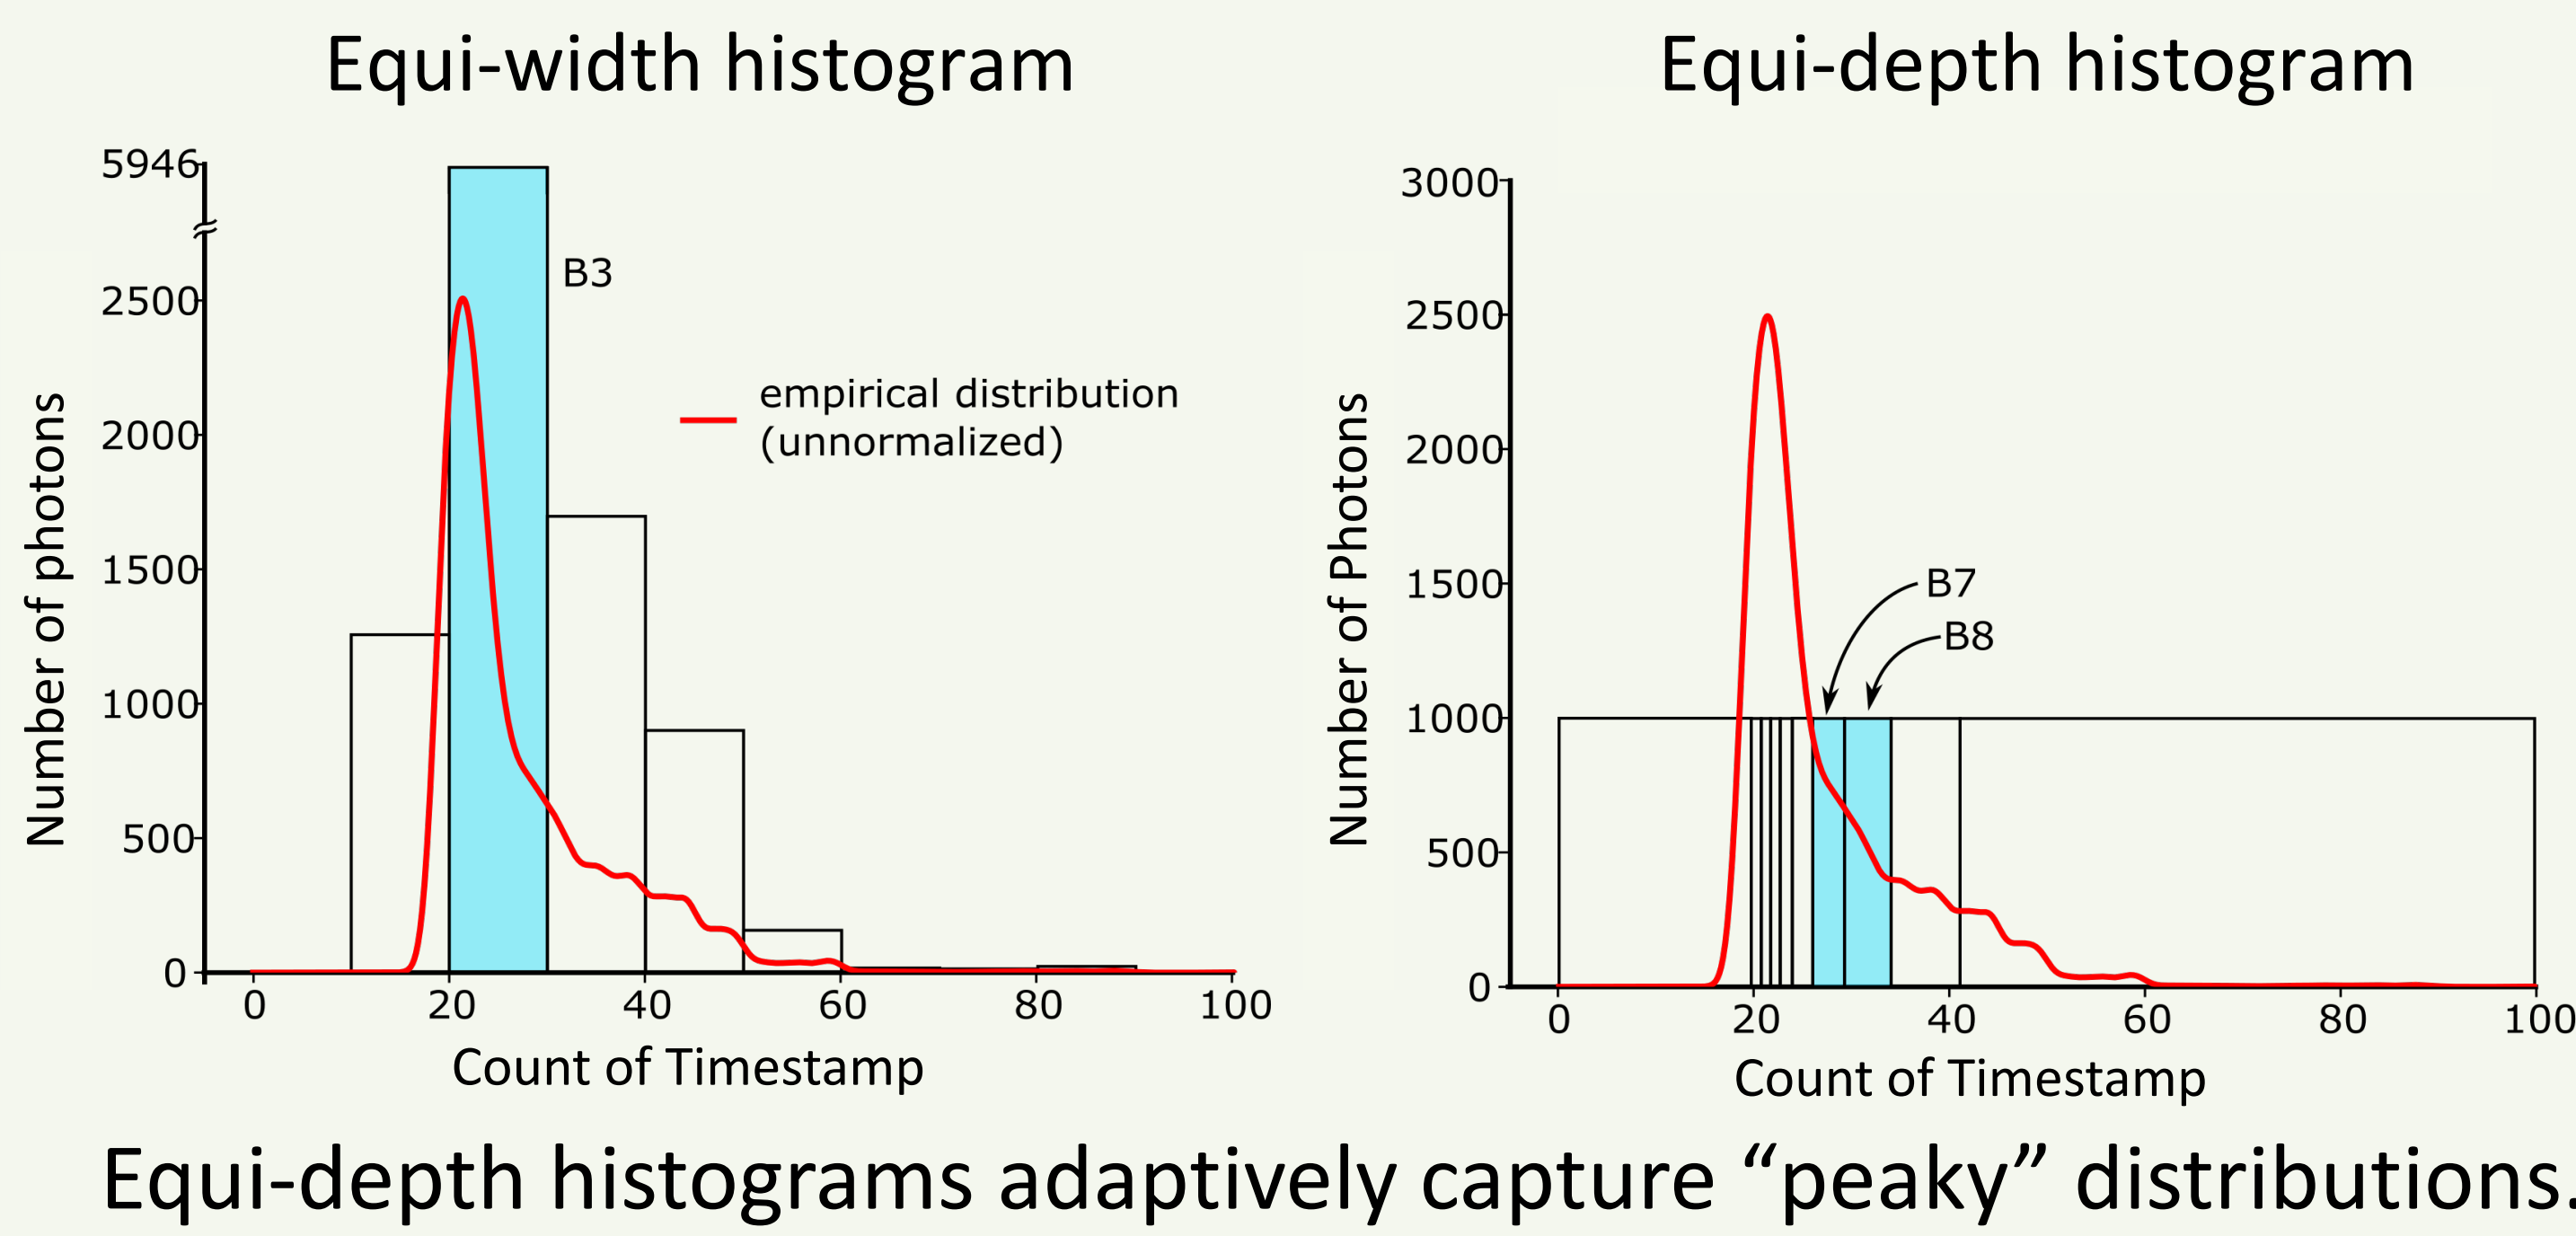 Equi-width histogram
5946
2500
2000
1500
1000
500
0
Number of photons
B3
empirical distribution
(unnormalized)
0 20 40 60 80 100
Count of Timestamp
Equi-depth histogram
3000
2500
2000
1500
1000
500
0
Number of Photons
B7
B8
0 20 40 60 80 100
Count of Timestamp
Equi-depth histograms adaptively capture “peaky” distributions.